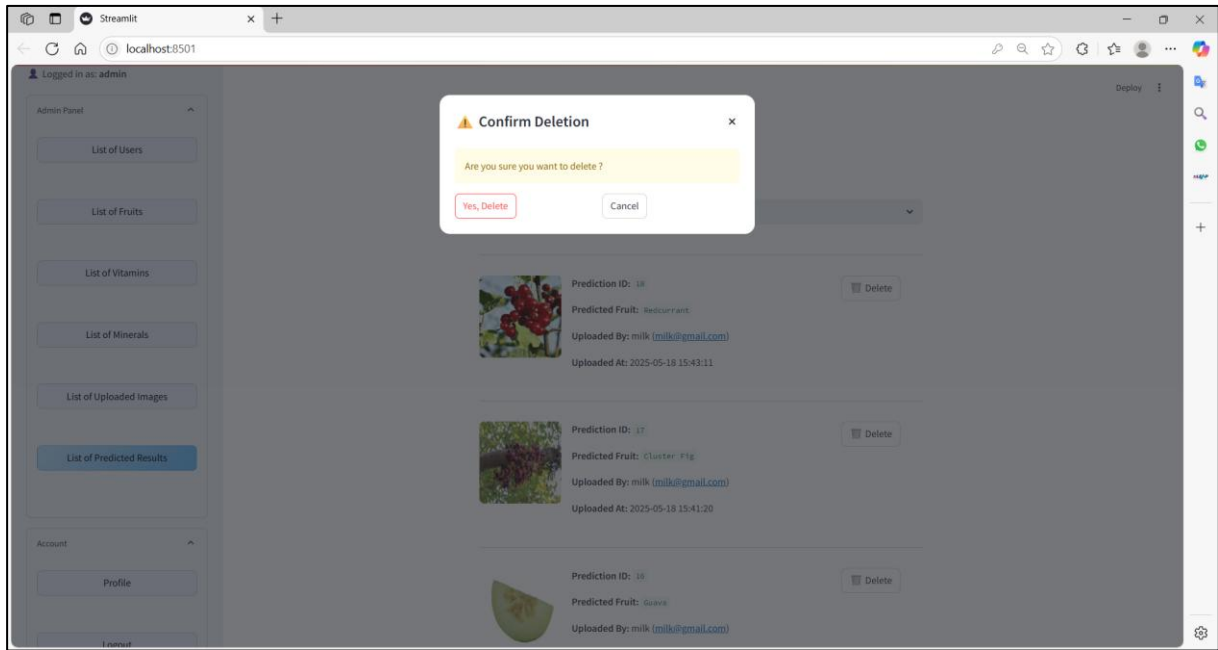 Streamlit
localhost:8501
Logged in as: admin
Deploy
Admin Panel
List of Users
List of Fruits
List of Vitamins
List of Minerals
List of Uploaded Images
List of Predicted Results
Account
Profile
Logout
Confirm Deletion
Are you sure you want to delete ?
Yes, Delete
Cancel
Prediction ID: 18
Delete
Predicted Fruit: Redcurrant
Uploaded By: milk (milk@gmail.com)
Uploaded At: 2025-05-18 15:43:11
Prediction ID: 17
Delete
Predicted Fruit: Cluster Fig
Uploaded By: milk (milk@gmail.com)
Uploaded At: 2025-05-18 15:41:20
Prediction ID: 16
Delete
Predicted Fruit: Guava
Uploaded By: milk (milk@gmail.com)